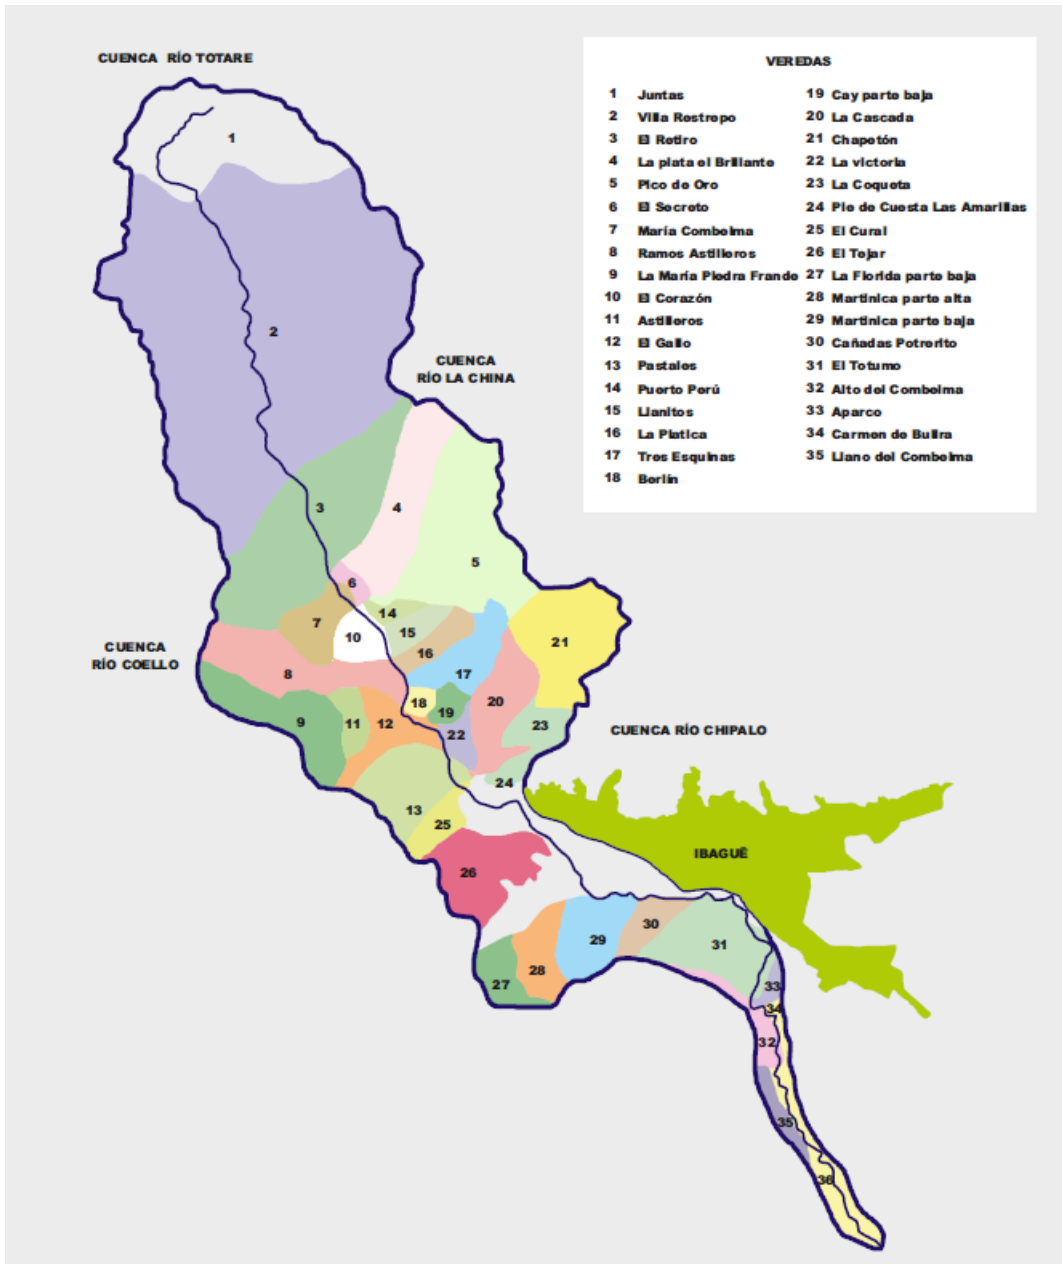 CUENCA RÍO TOTARE
VEREDAS
1 Juntas
2 Villa Restrepo
3 El Retiro
4 La plata el Brillante
5 Pico de Oro
6 El Secreto
7 María Combeima
8 Ramos Astilleros
9 La María Piedra Frande
10 El Corazón
11 Astilleros
12 El Gallo
13 Pastales
14 Puerto Perú
15 Llanitos
16 La Platica
17 Tres Esquinas
18 Berlín
19 Cay parte baja
20 La Cascada
21 Chapetón
22 La victoria
23 La Coqueta
24 Pie de Cuesta Las Amarillas
25 El Cural
26 El Tejar
27 La Florida parte baja
28 Martinica parte alta
29 Martinica parte baja
30 Cañadas Potrerito
31 El Totumo
32 Alto del Combeima
33 Aparco
34 Carmen de Bulira
35 Llano del Combeima
1
2
CUENCA
RÍO LA CHINA
3
4
5
6
7
10
14
15
16
21
CUENCA
RÍO COELLO
8
17
18
19
20
9
11
12
22
23
CUENCA RÍO CHIPALO
24
13
25
IBAGUÉ
26
30
29
31
28
27
33
34
32
35
36